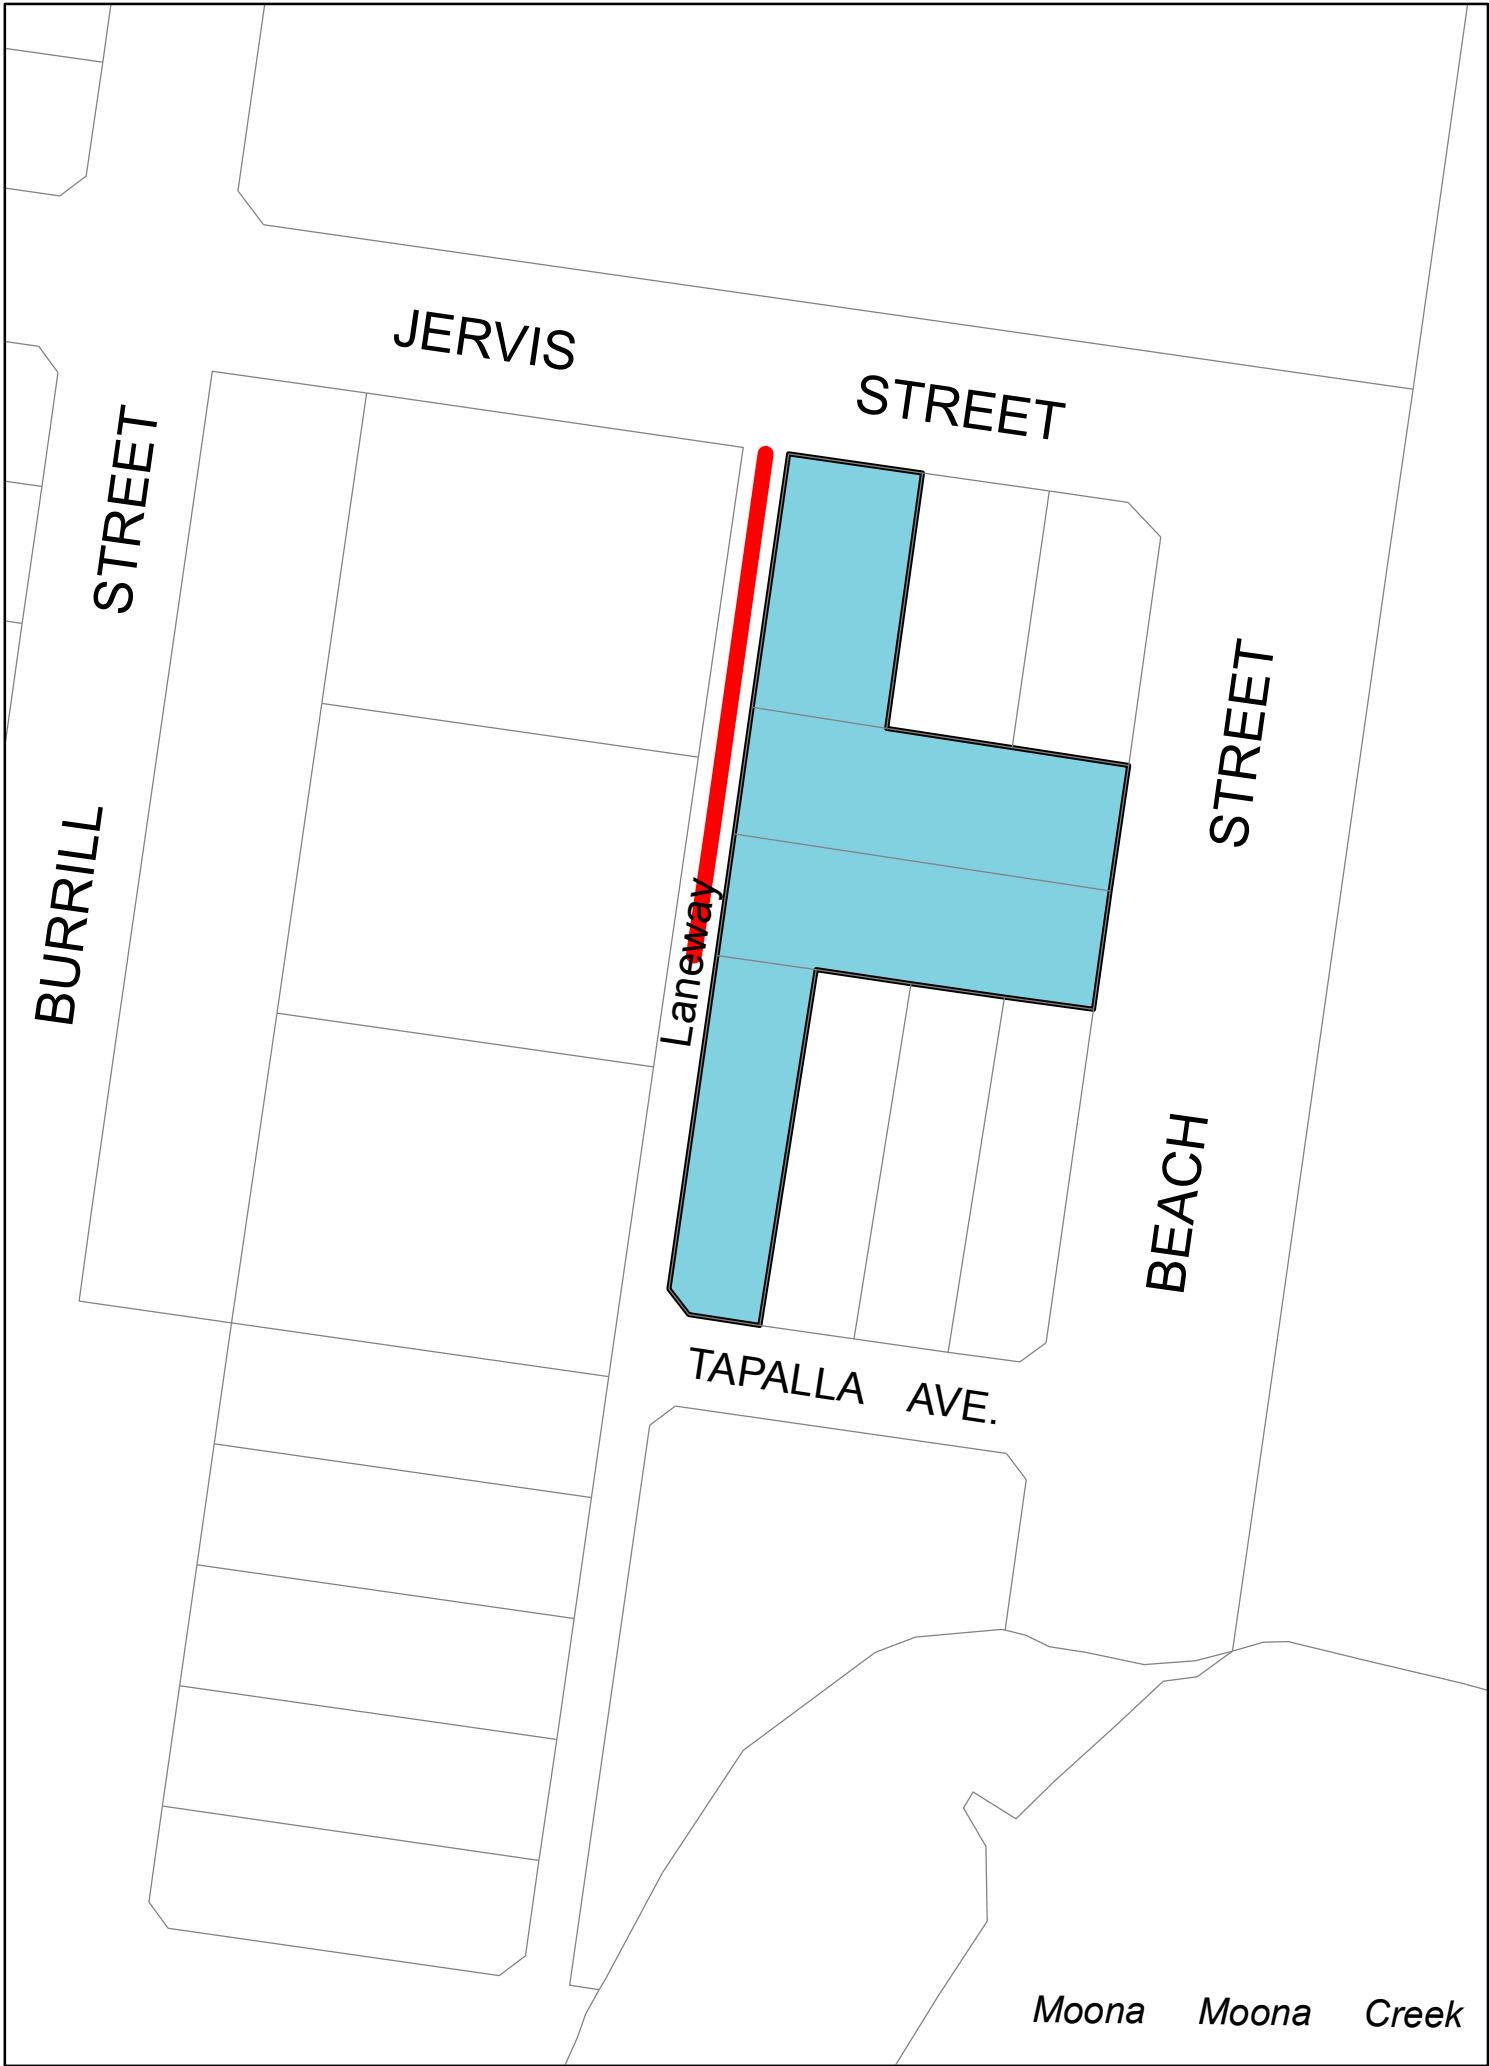 JERVIS STREET
BURRILL STREET
Laneway
BEACH STREET
TAPALLA AVE.
Moona Moona Creek